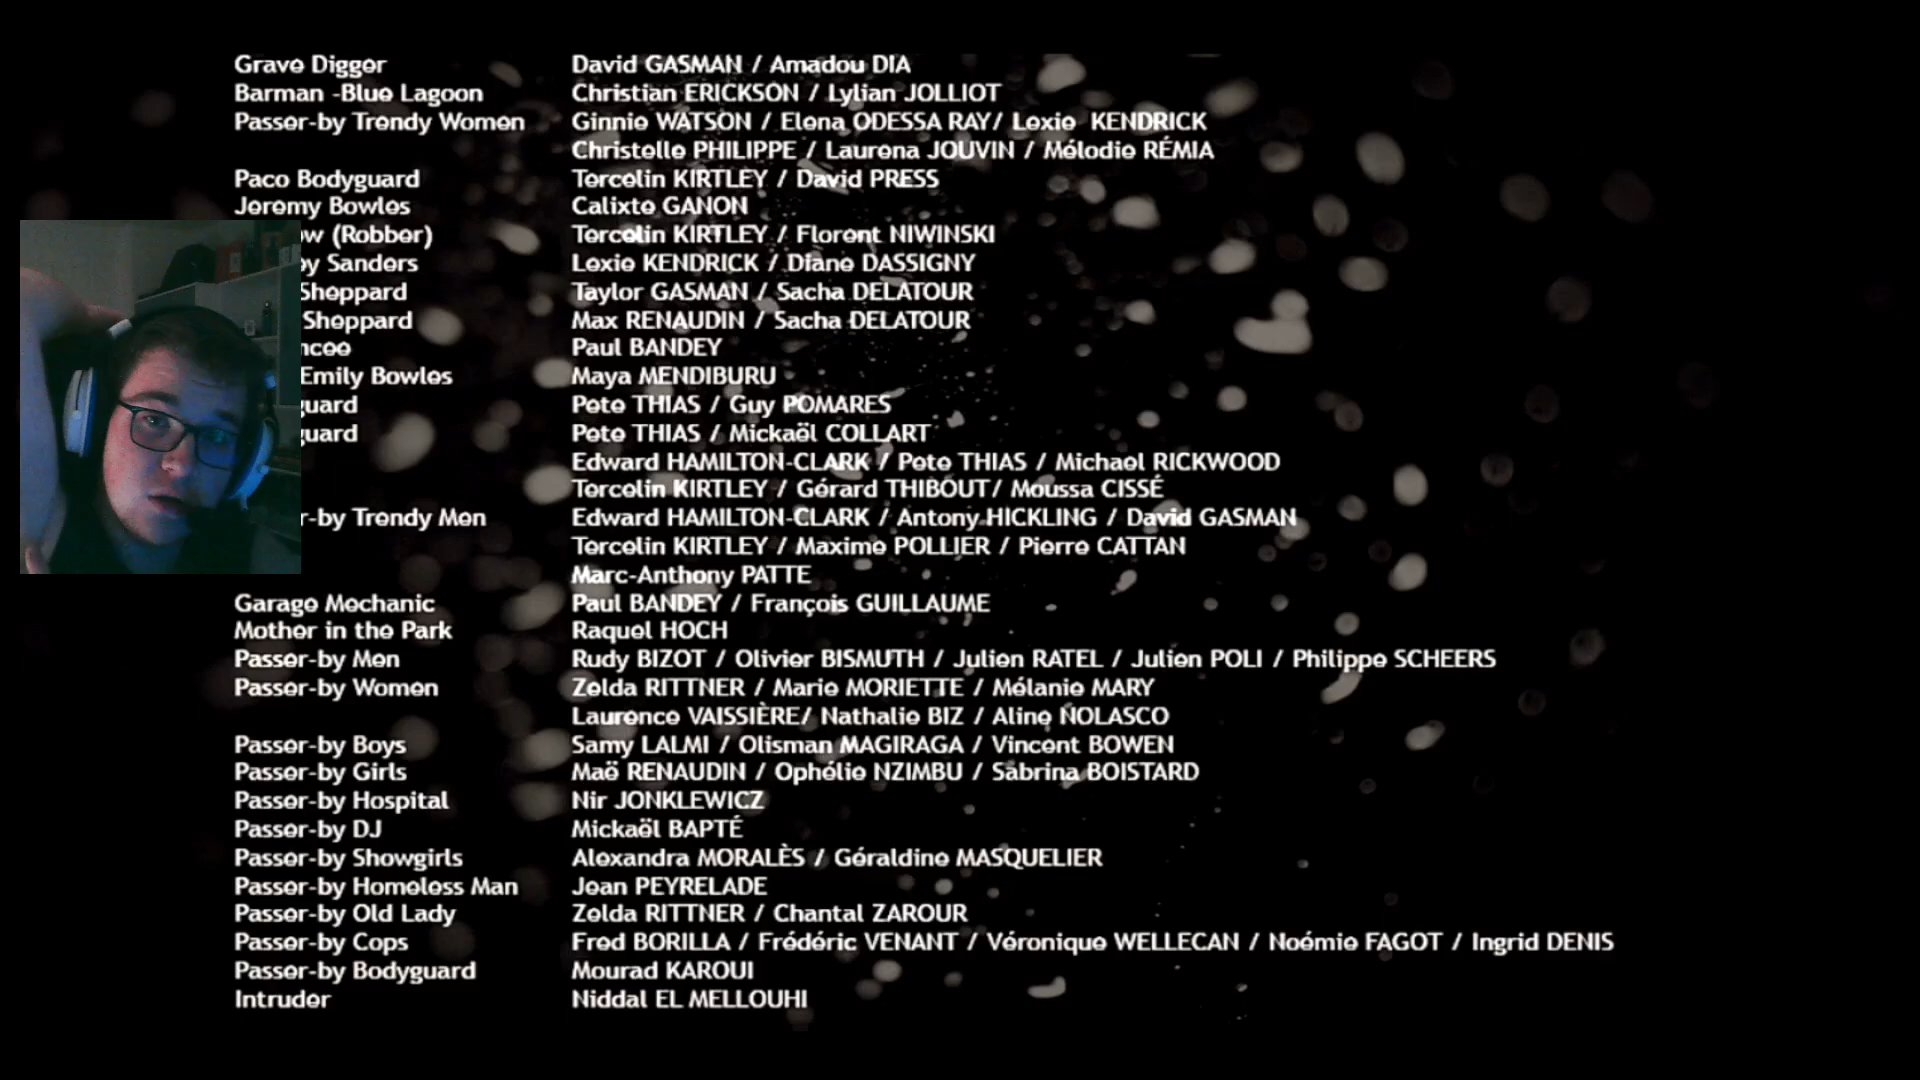 Grave Digger David GASMAN / Amadou DIA
Barman -Blue Lagoon Christian ERICKSON / Lylian JOLLIOT
Passer-by Trendy Women Ginnie WATSON / Elena ODESSA RAY/ Lexie KENDRICK
Christelle PHILIPPE / Laurena JOUVIN / Mélodie RÉMIA
Paco Bodyguard Tercelin KIRTLEY / David PRESS
Jeremy Bowles Calixte GANON
w (Robber) Tercelin KIRTLEY / Florent NIWINSKI
y Sanders Lexie KENDRICK / Diane DASSIGNY
Sheppard Taylor GASMAN / Sacha DELATOUR
Sheppard Max RENAUDIN / Sacha DELATOUR
ncoe Paul BANDEY
Emily Bowles Maya MENDIBURU
guard Pete THIAS / Guy POMARES
guard Pete THIAS / Mickaël COLLART
Edward HAMILTON-CLARK / Pete THIAS / Michael RICKWOOD
Tercelin KIRTLEY / Gérard THIBOUT/ Moussa CISSÉ
r-by Trendy Men Edward HAMILTON-CLARK / Antony HICKLING / David GASMAN
Tercelin KIRTLEY / Maxime POLLIER / Pierre CATTAN
Marc-Anthony PATTE
Garage Mechanic Paul BANDEY / François GUILLAUME
Mother in the Park Raquel HOCH
Passer-by Men Rudy BIZOT / Olivier BISMUTH / Julien RATEL / Julien POLI / Philippe SCHEERS
Passer-by Women Zelda RITTNER / Marie MORIETTE / Mélanie MARY
Laurence VAISSIÈRE/ Nathalie BIZ / Aline NOLASCO
Passer-by Boys Samy LALMI / Olisman MAGIRAGA / Vincent BOWEN
Passer-by Girls Maë RENAUDIN / Ophélie NZIMBU / Sabrina BOISTARD
Passer-by Hospital Nir JONKLEWICZ
Passer-by DJ Mickaël BAPTÉ
Passer-by Showgirls Alexandra MORALÈS / Géraldine MASQUELIER
Passer-by Homeless Man Jean PEYRELADE
Passer-by Old Lady Zelda RITTNER / Chantal ZAROUR
Passer-by Cops Fred BORILLA / Frédéric VENANT / Véronique WELLECAN / Noémie FAGOT / Ingrid DENIS
Passer-by Bodyguard Mourad KAROUI
Intruder Niddal EL MELLOUHI